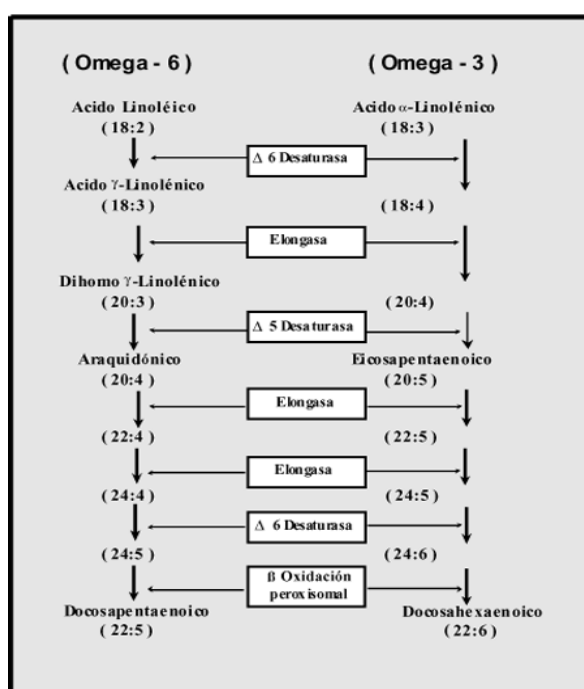 ( Omega - 6 ) ( Omega - 3 )
Acido Linoléico Acido α-Linolénico
( 18:2 ) ( 18:3 )
Δ 6 Desaturasa
Acido γ-Linolénico
( 18:3 ) ( 18:4 )
Elongasa
Dihomo γ-Linolénico
( 20:3 ) ( 20:4 )
Δ 5 Desaturasa
Araquidónico Eicosapentaenoico
( 20:4 ) ( 20:5 )
Elongasa
( 22:4 ) ( 22:5 )
Elongasa
( 24:4 ) ( 24:5 )
Δ 6 Desaturasa
( 24:5 ) ( 24:6 )
ß Oxidación
peroxisomal
Docosapentaenoico Docosahexaenoico
( 22:5 ) ( 22:6 )